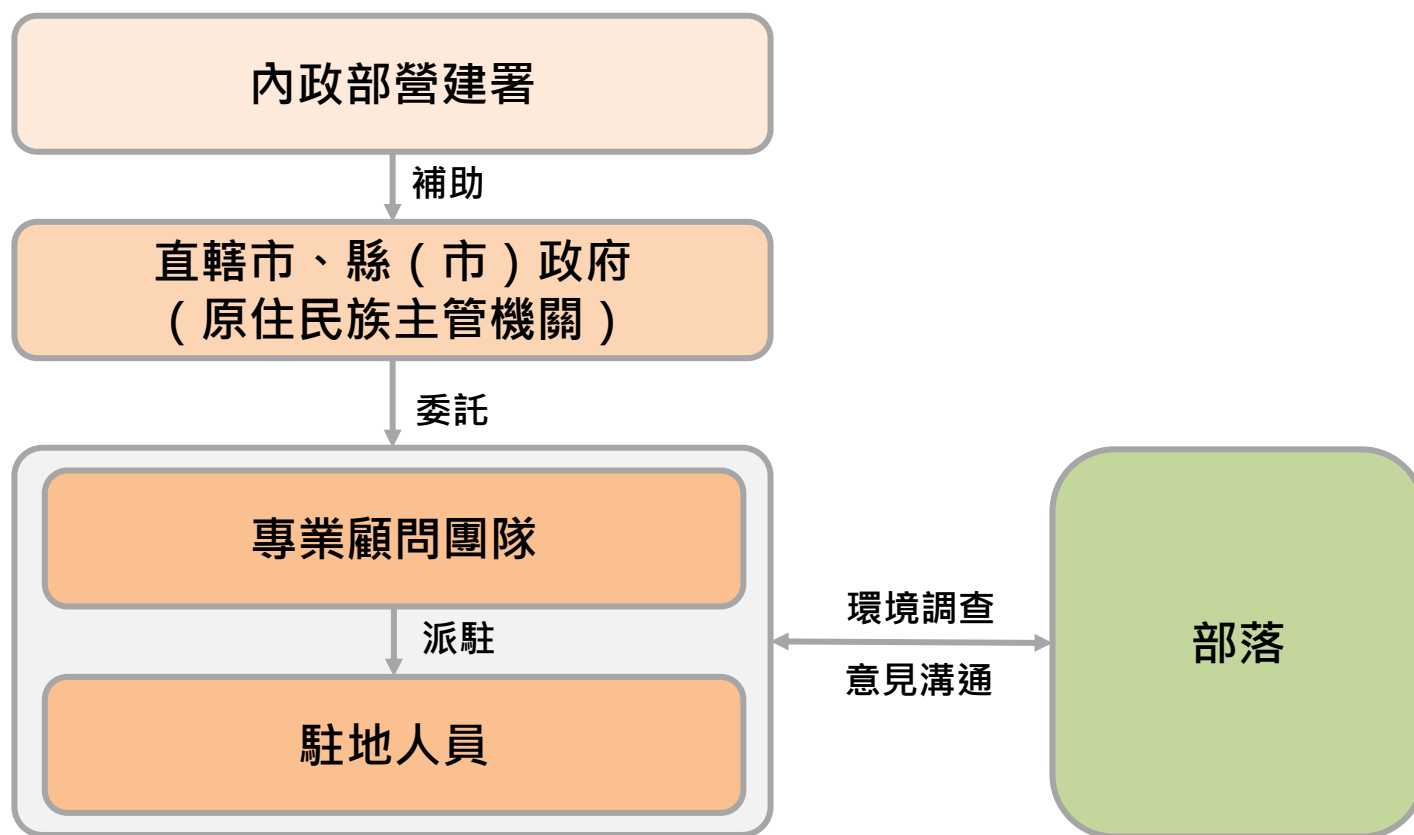 內政部營建署
補助
直轄市、縣（市）政府
（原住民族主管機關）
委託
專業顧問團隊
派駐
駐地人員
環境調查
意見溝通
部落